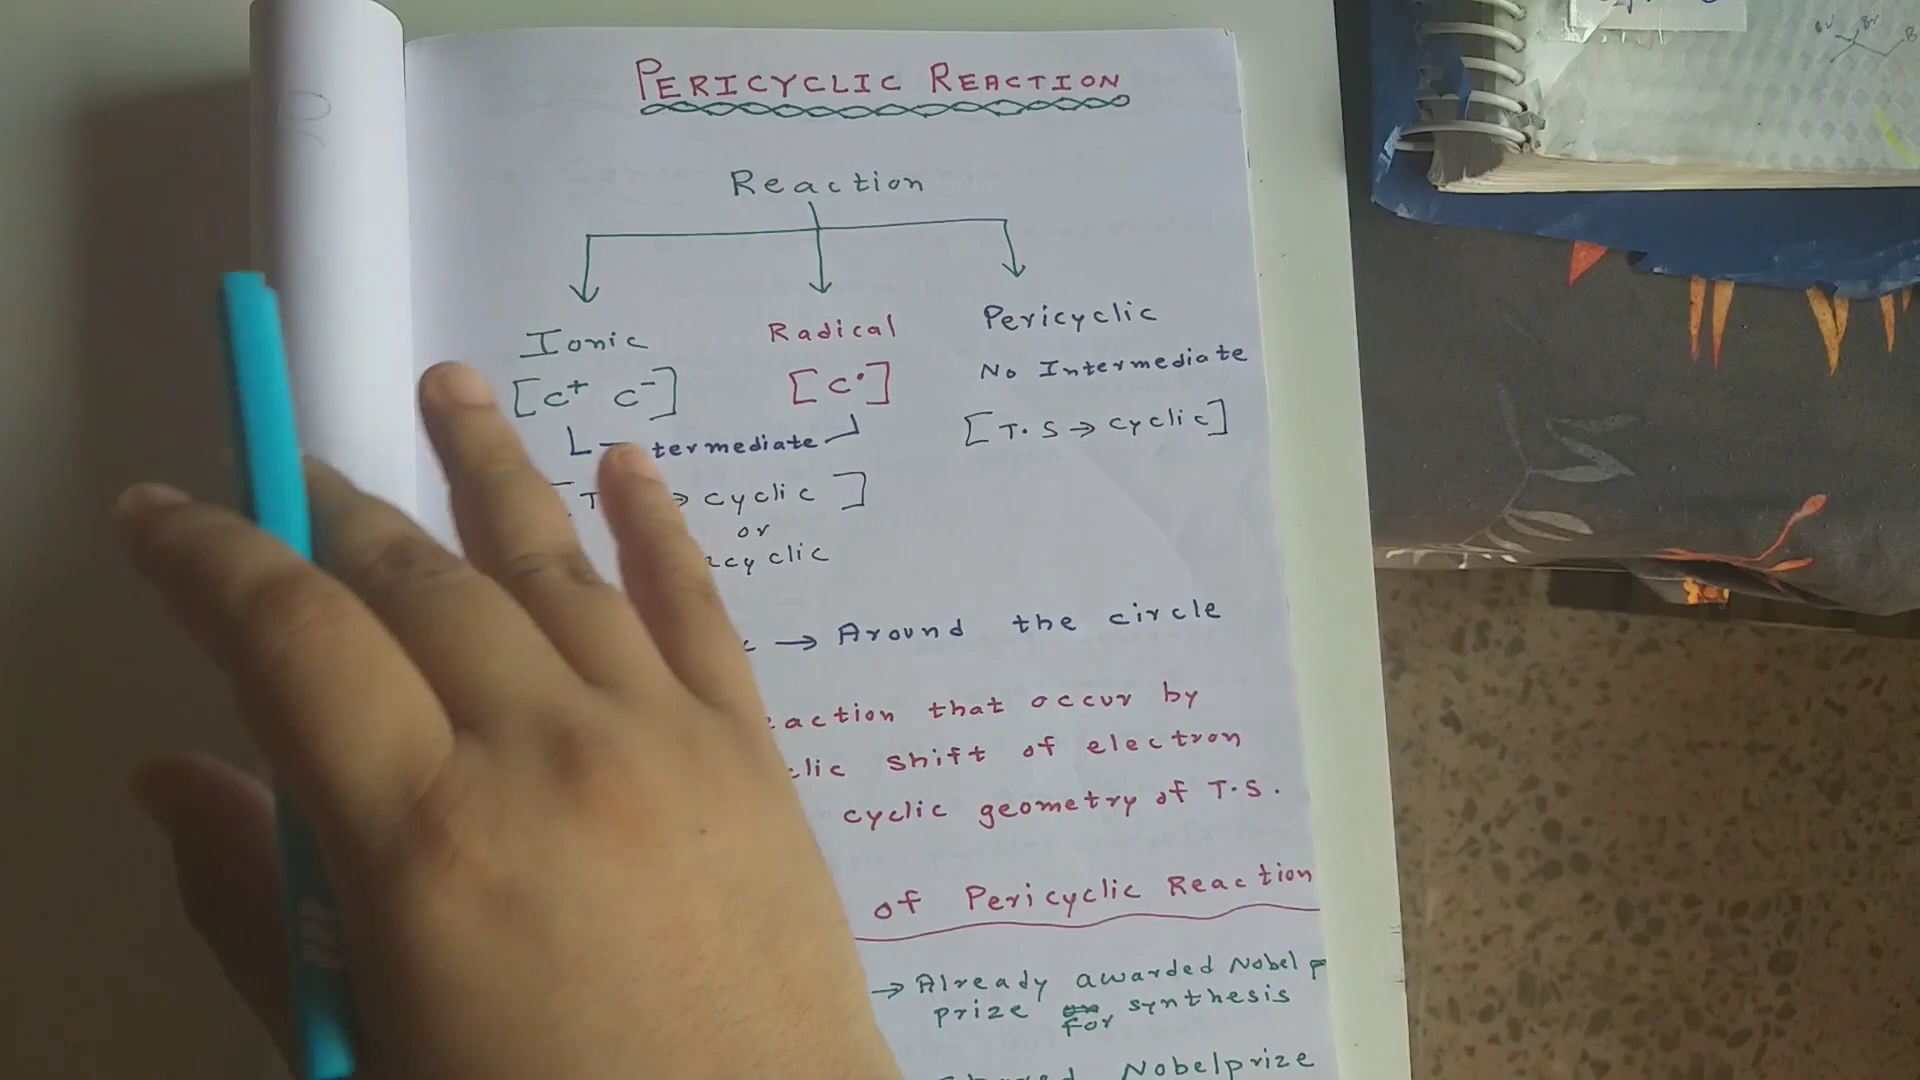 PERICYCLIC REACTION
Reaction
Ionic Radical Pericyclic
[C+ C-] [C•] No Intermediate
termediate [T.S → cyclic]
[T → cyclic]
or
cyclic
→ Around the circle
action that occur by
clic shift of electron
cyclic geometry of T.S.
of Pericyclic Reaction
→ Already awarded Nobel P
prize for synthesis
Nobelprize